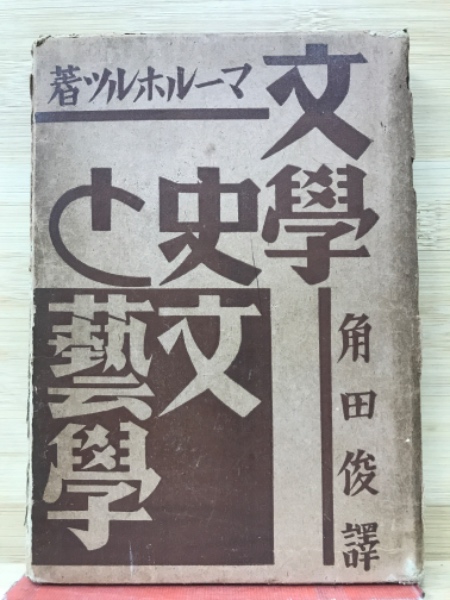 マールホルツ著
文學
史と
文藝學
角田俊譯